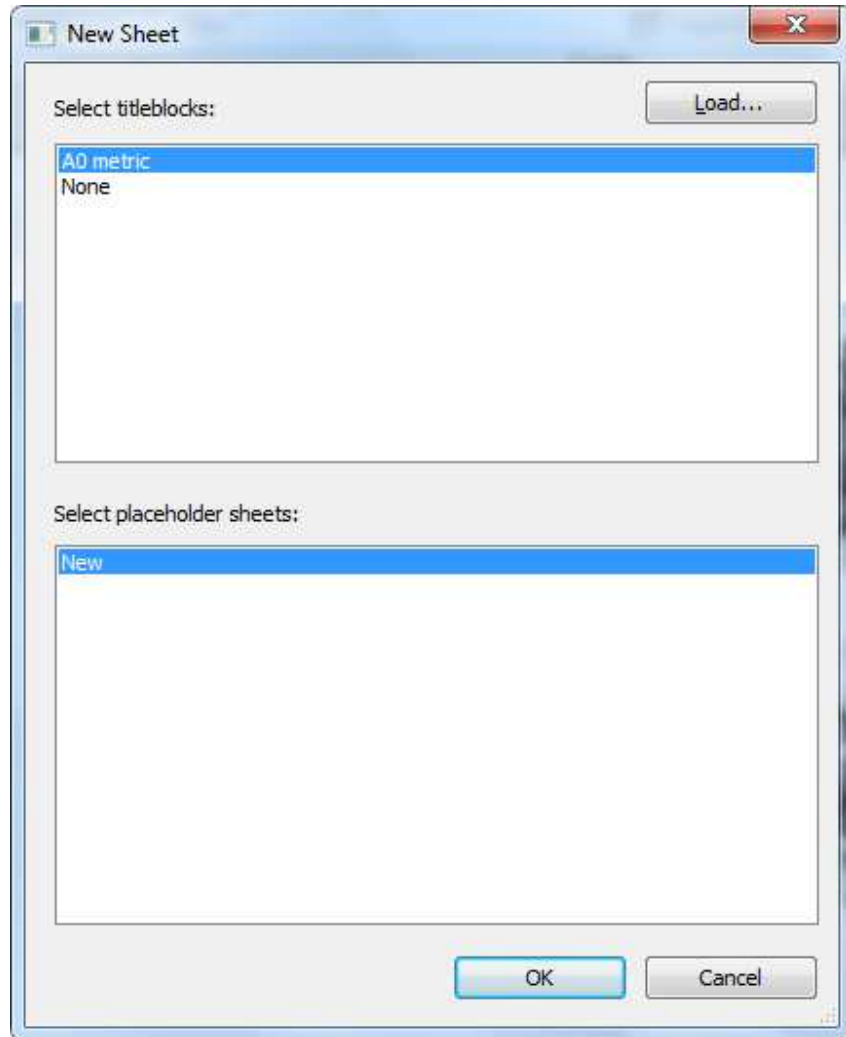 New Sheet
Select titleblocks:
Load...
A0 metric
None
Select placeholder sheets:
New
OK
Cancel